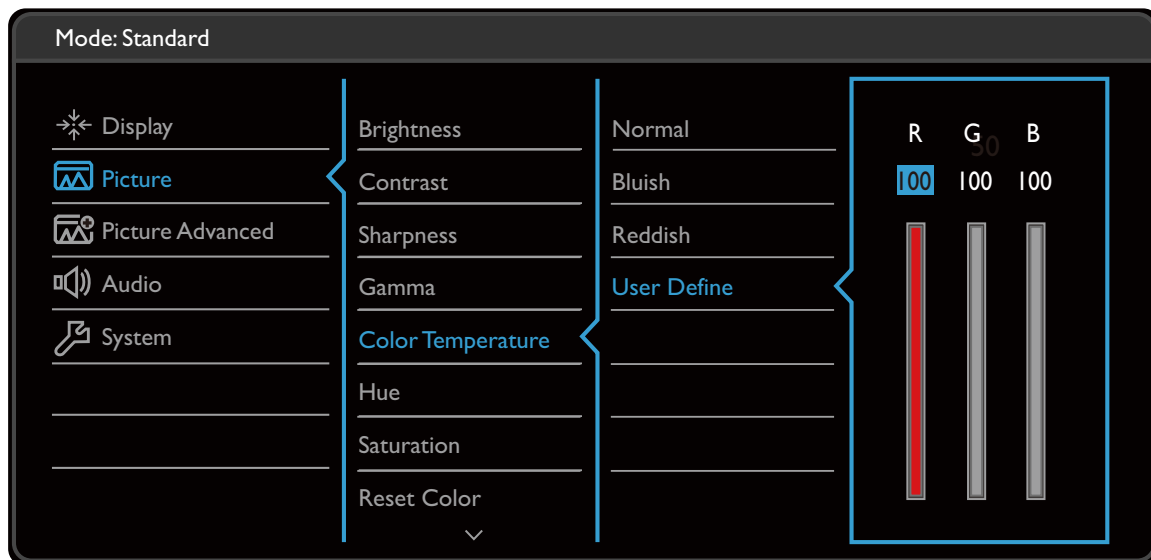 Mode: Standard
Display
Picture
Picture Advanced
Audio
System
Brightness
Contrast
Sharpness
Gamma
Color Temperature
Hue
Saturation
Reset Color
Normal
Bluish
Reddish
User Define
R G B
50
100 100 100